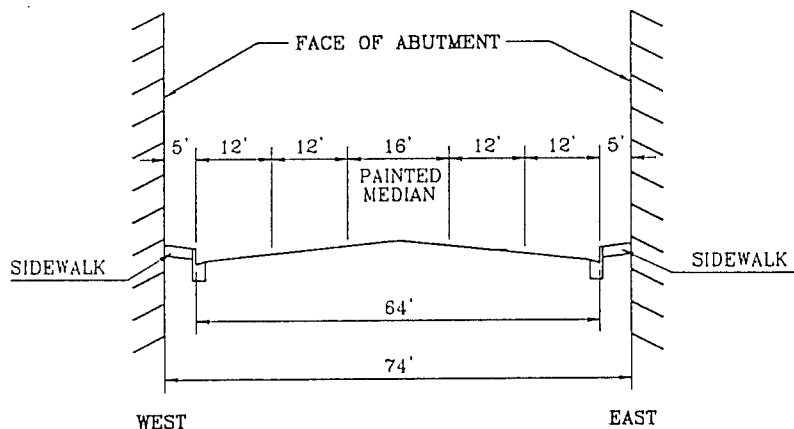 FACE OF ABUTMENT
5' 12' 12' 16' 12' 12' 5'
PAINTED
MEDIAN
SIDEWALK
SIDEWALK
64'
74'
WEST
EAST